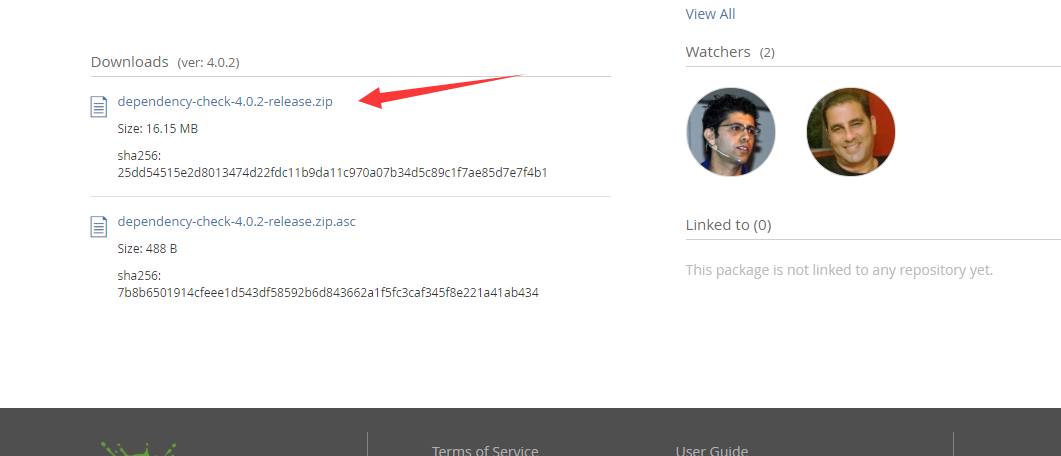 View All
Downloads (ver: 4.0.2)
Watchers (2)
dependency-check-4.0.2-release.zip
Size: 16.15 MB
sha256:
25dd54515e2d8013474d22fdc11b9da11c970a07b34d5c89c1f7ae85d7e7f4b1
dependency-check-4.0.2-release.zip.asc
Size: 488 B
sha256:
7b8b6501914cfeee1d543df58592b6d843662a1f5fc3caf345f8e221a41ab434
Linked to (0)
This package is not linked to any repository yet.
Terms of Service
User Guide